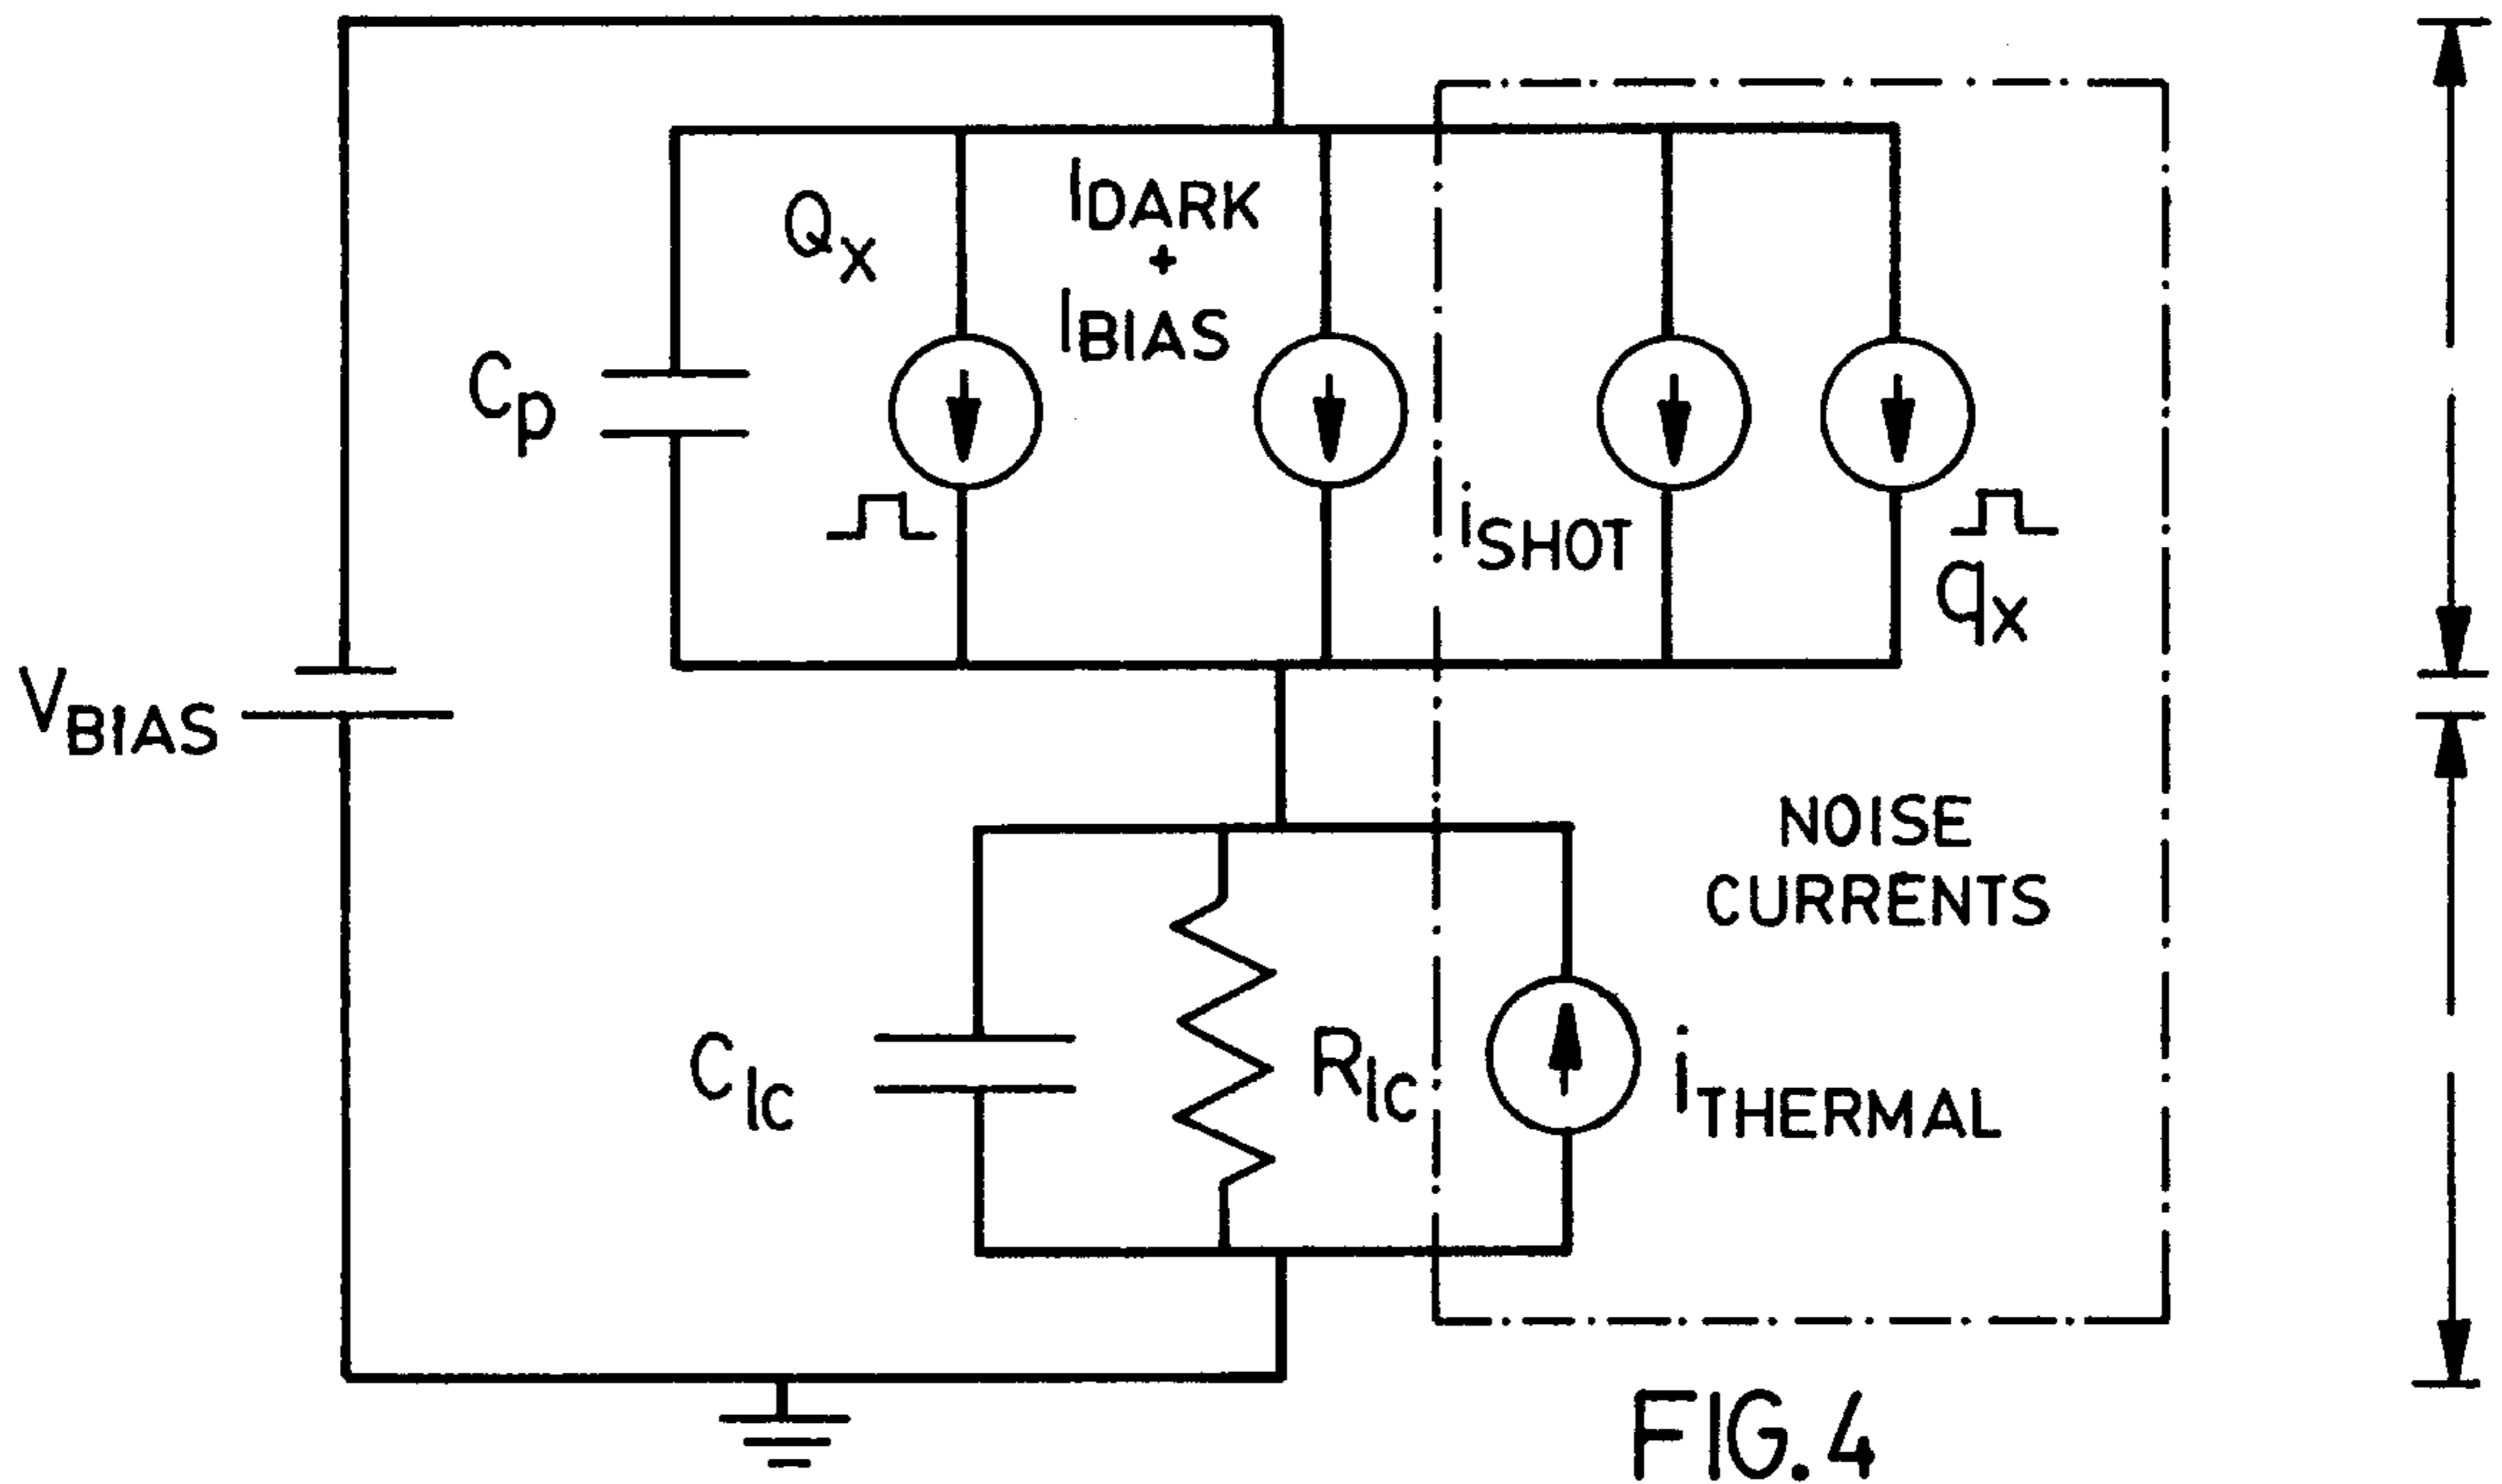 IDARK
+
IBIAS
Qx
Cp
iSHOT
qx
VBIAS
NOISE
CURRENTS
Clc
Rlc
iTHERMAL
FIG.4